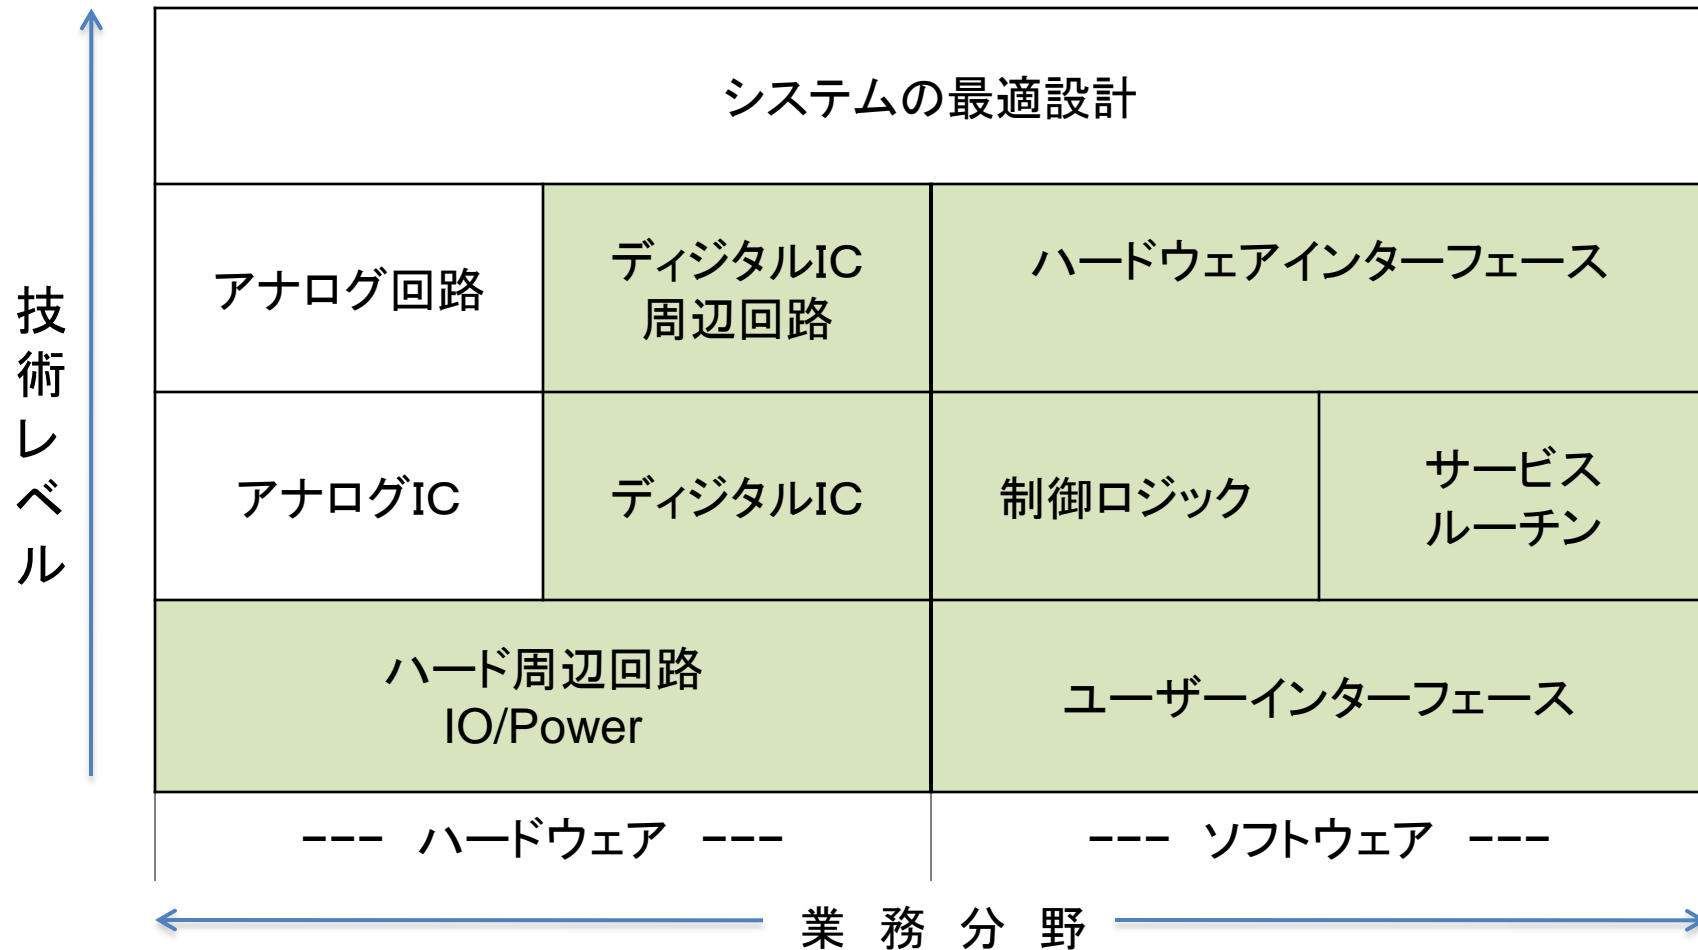 システムの最適設計
アナログ回路
ディジタルIC
周辺回路
ハードウェアインターフェース
アナログIC
ディジタルIC
制御ロジック
サービス
ルーチン
ハード周辺回路
IO/Power
ユーザーインターフェース
--- ハードウェア ---
--- ソフトウェア ---
業務分野
技術レベル